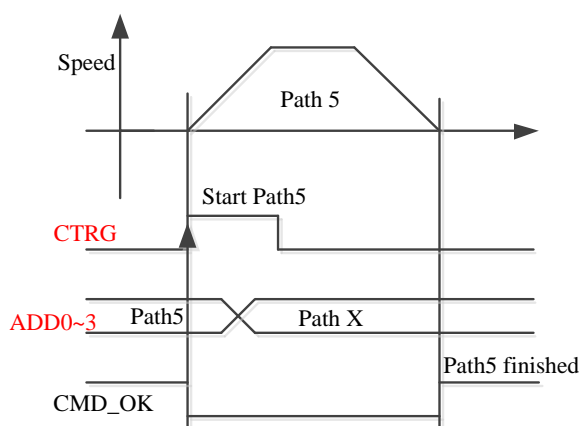 Speed
Path 5
Start Path5
CTRG
ADD0~3
Path5
Path X
Path5 finished
CMD_OK